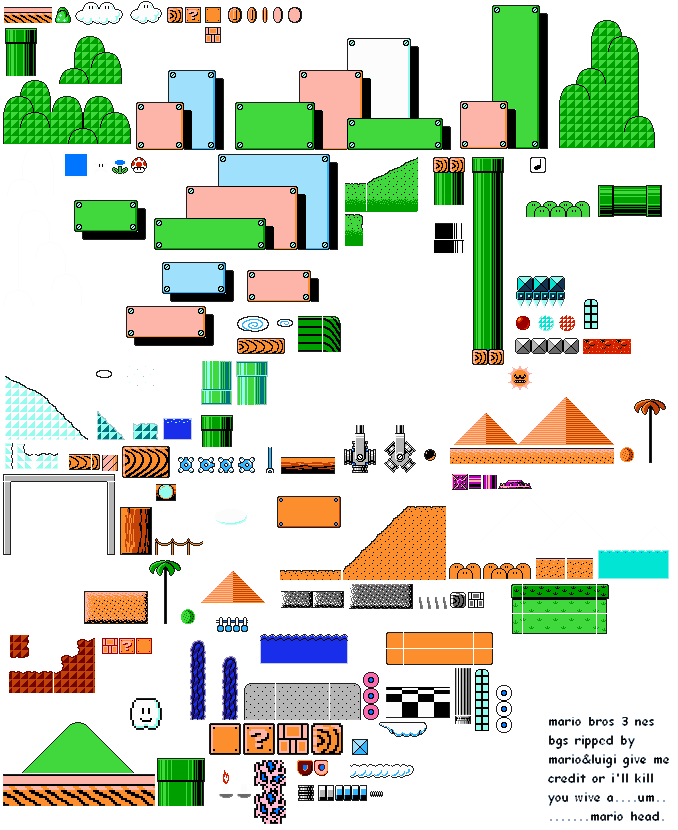 mario bros 3 nes
bgs ripped by
mario&luigi give me
credit or i'll kill
you wive a....um..
.......mario head.